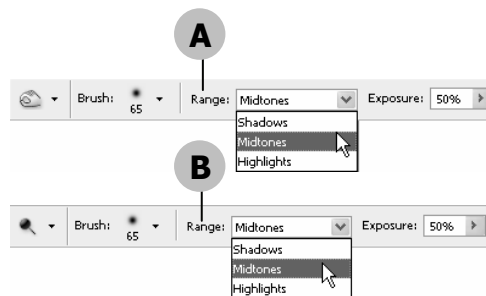 A
Brush: 65 Range: Midtones Exposure: 50%
Shadows
Midtones
Highlights
B
Brush: 65 Range: Midtones Exposure: 50%
Shadows
Midtones
Highlights